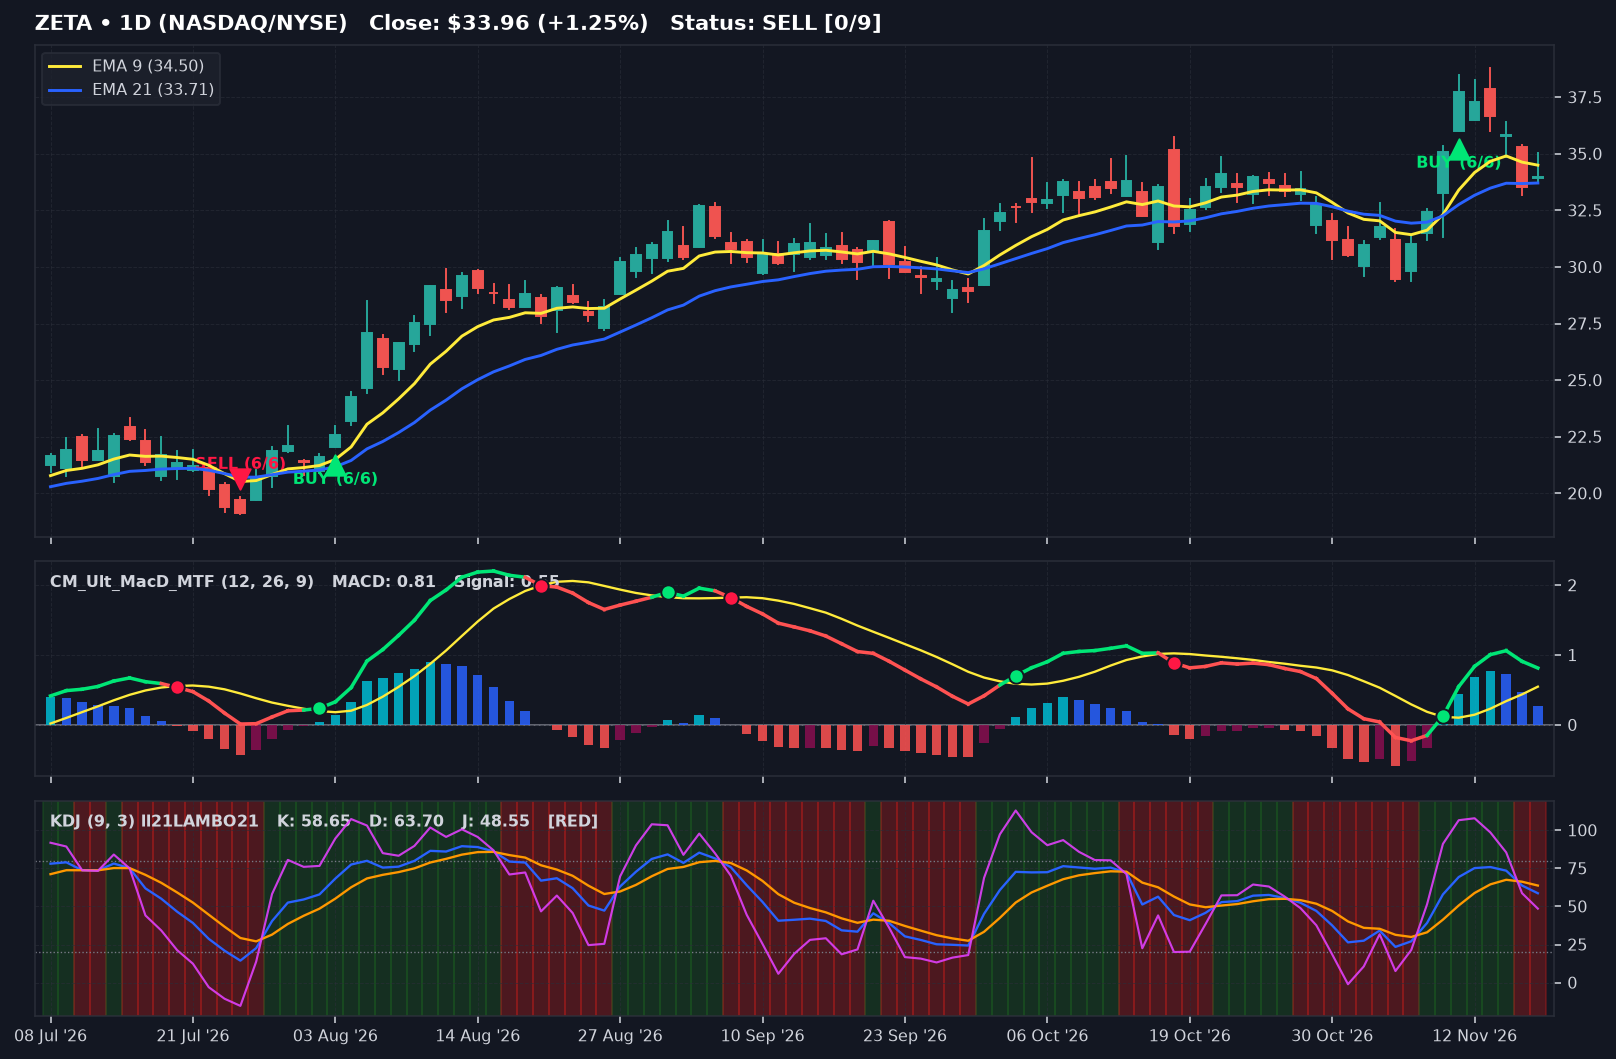 ZETA • 1D (NASDAQ/NYSE)   Close: $33.96 (+1.25%)   Status: SELL [0/9]
EMA 9 (34.50)
EMA 21 (33.71)
37.5
35.0
32.5
30.0
27.5
25.0
22.5
20.0
BUY (6/6)
SELL (6/6)
BUY (6/6)
CM_Ult_MacD_MTF (12, 26, 9)   MACD: 0.81   Signal: 0.55
2
1
0
KDJ (9, 3) II21LAMBO21   K: 58.65   D: 63.70   J: 48.55   [RED]
100
75
50
25
0
08 Jul '26   21 Jul '26   03 Aug '26   14 Aug '26   27 Aug '26   10 Sep '26   23 Sep '26   06 Oct '26   19 Oct '26   30 Oct '26   12 Nov '26